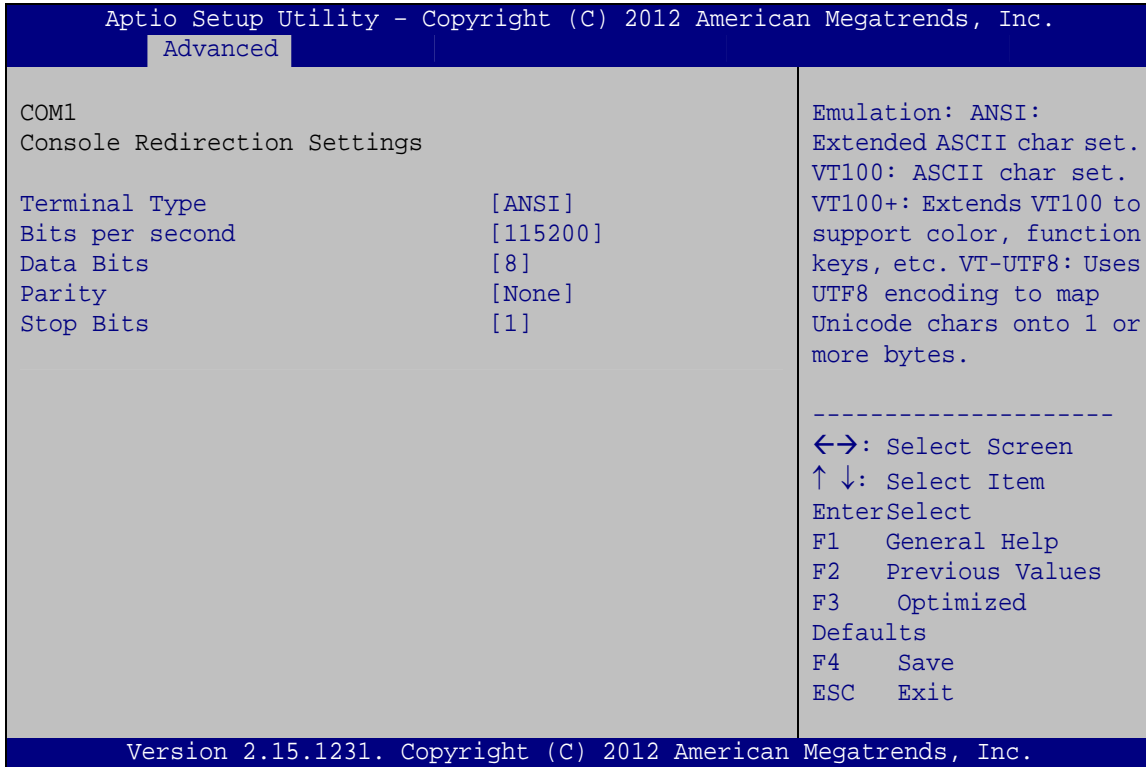 Aptio Setup Utility – Copyright (C) 2012 American Megatrends, Inc.
Advanced
COM1
Console Redirection Settings
Terminal Type [ANSI]
Bits per second [115200]
Data Bits [8]
Parity [None]
Stop Bits [1]
Emulation: ANSI:
Extended ASCII char set.
VT100: ASCII char set.
VT100+: Extends VT100 to
support color, function
keys, etc. VT-UTF8: Uses
UTF8 encoding to map
Unicode chars onto 1 or
more bytes.
---------------------
←→: Select Screen
↑ ↓: Select Item
EnterSelect
F1 General Help
F2 Previous Values
F3 Optimized
Defaults
F4 Save
ESC Exit
Version 2.15.1231. Copyright (C) 2012 American Megatrends, Inc.